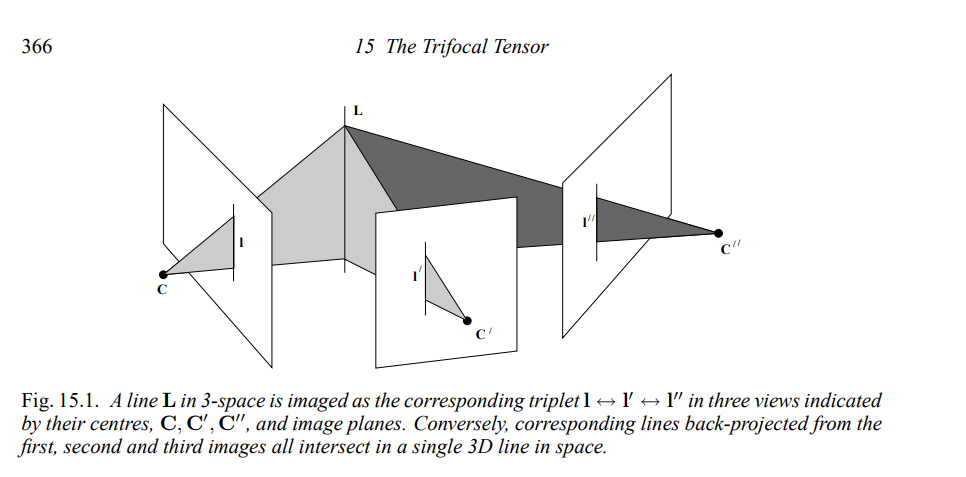 366
15 The Trifocal Tensor
L
l
l′
l′′
C
C′
C′′
Fig. 15.1. A line L in 3-space is imaged as the corresponding triplet l ↔ l′ ↔ l′′ in three views indicated
by their centres, C, C′, C′′, and image planes. Conversely, corresponding lines back-projected from the
first, second and third images all intersect in a single 3D line in space.